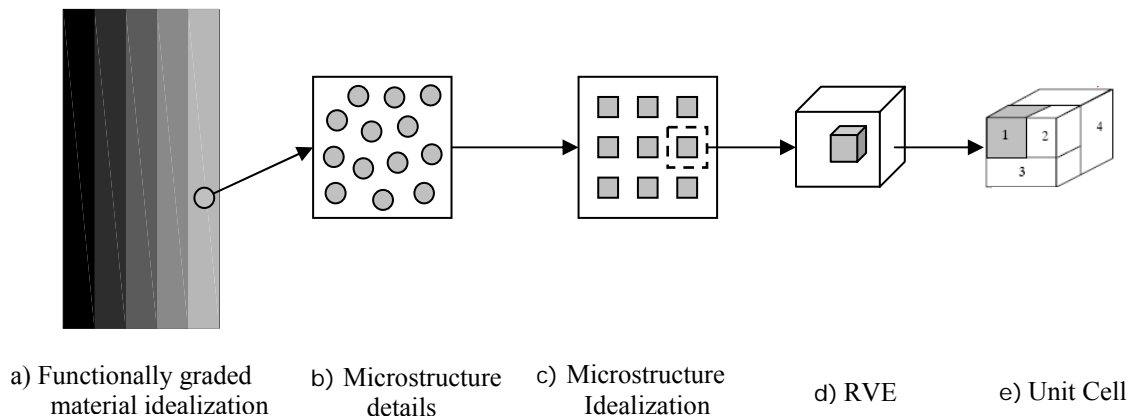 1
2
4
3
a) Functionally graded
material idealization
b) Microstructure
details
c) Microstructure
Idealization
d) RVE
e) Unit Cell